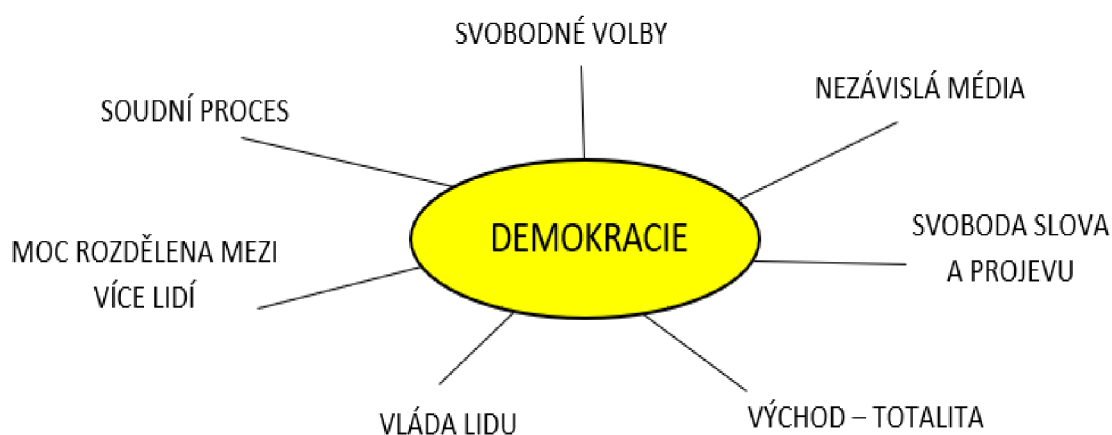 SVOBODNÉ VOLBY
NEZÁVISLÁ MÉDIA
SOUDNÍ PROCES
SVOBODA SLOVA
A PROJEVU
DEMOKRACIE
MOC ROZDĚLENA MEZI
VÍCE LIDÍ
VLÁDA LIDU
VÝCHOD – TOTALITA